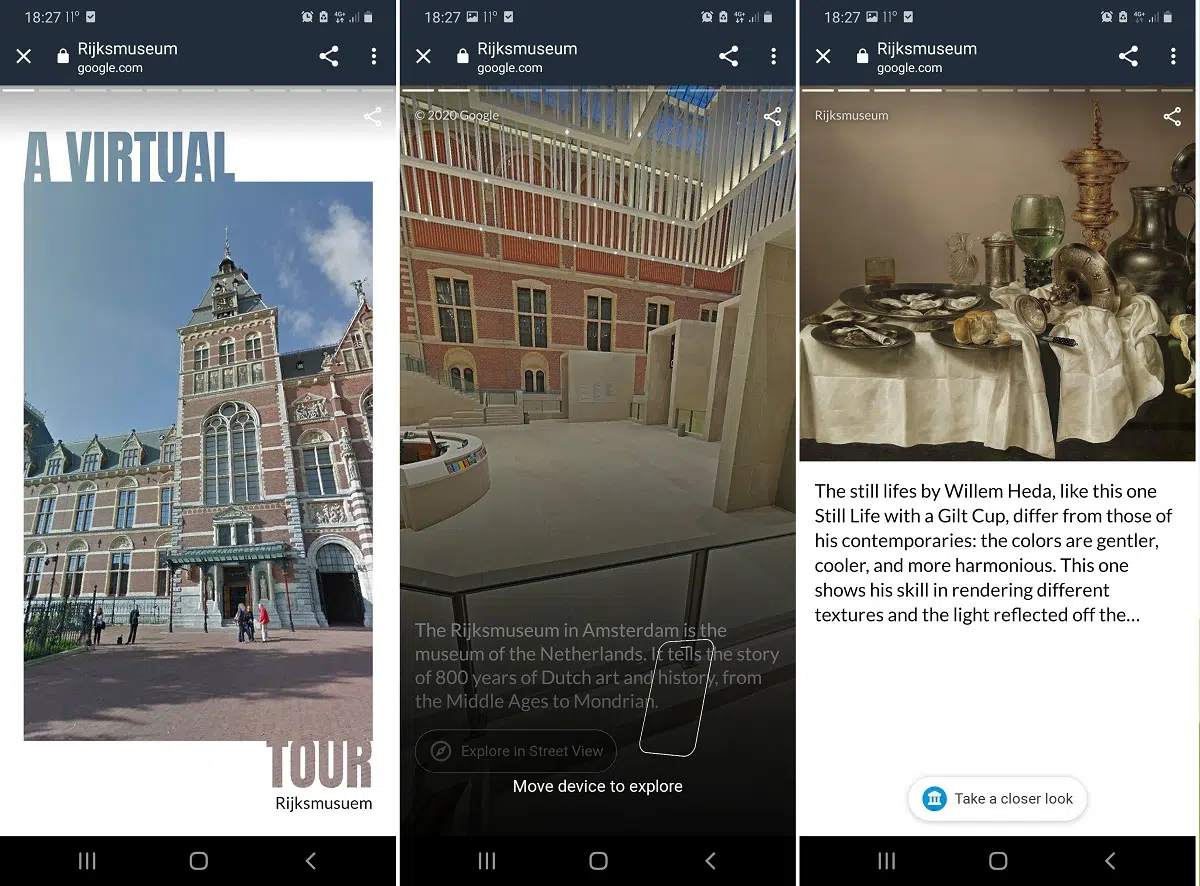 18:27 11°
4G+
Rijksmuseum
google.com
A VIRTUAL
TOUR
Rijksmusuem
18:27 11°
4G+
Rijksmuseum
google.com
© 2020 Google
The Rijksmuseum in Amsterdam is the
museum of the Netherlands. It tells the story
of 800 years of Dutch art and history, from
the Middle Ages to Mondrian.
Explore in Street View
Move device to explore
18:27 11°
4G+
Rijksmuseum
google.com
Rijksmuseum
The still lifes by Willem Heda, like this one
Still Life with a Gilt Cup, differ from those of
his contemporaries: the colors are gentler,
cooler, and more harmonious. This one
shows his skill in rendering different
textures and the light reflected off the...
Take a closer look